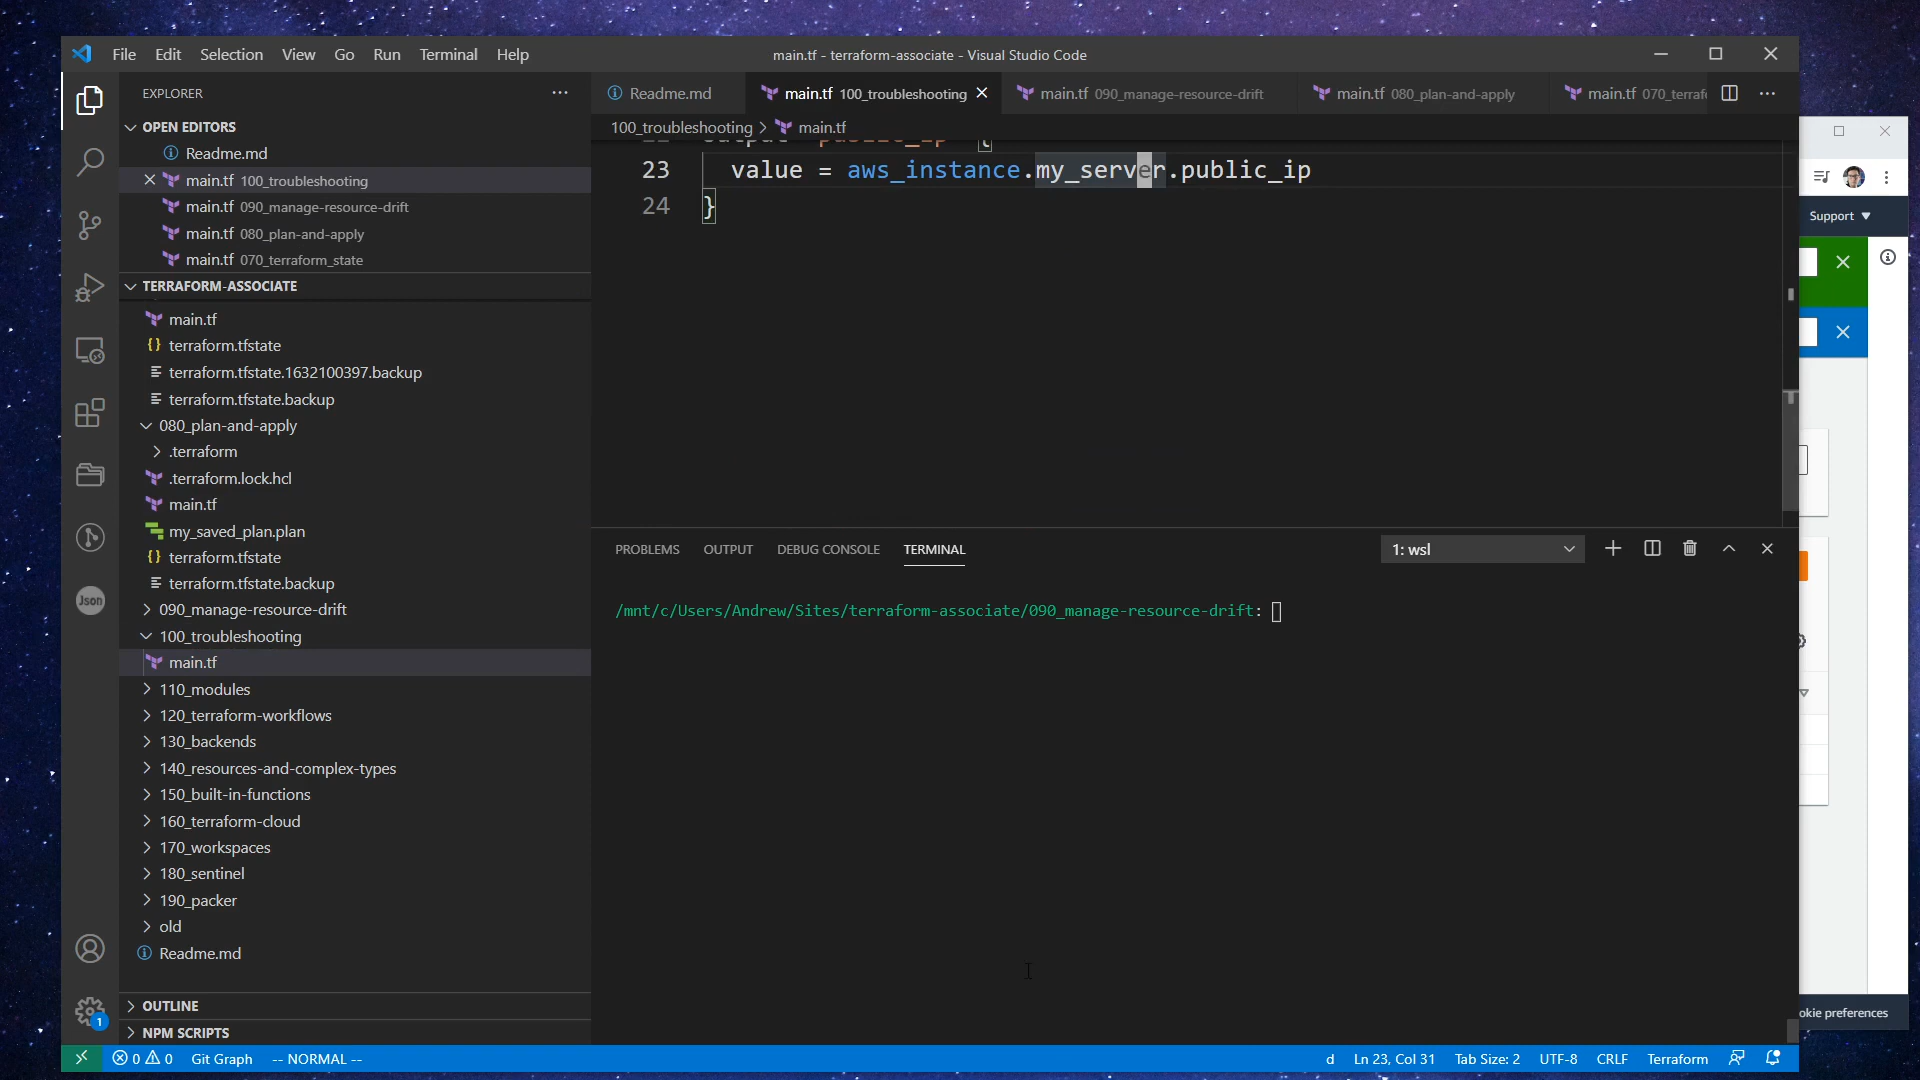 File Edit Selection View Go Run Terminal Help
main.tf - terraform-associate - Visual Studio Code
EXPLORER
OPEN EDITORS
Readme.md
main.tf 100_troubleshooting
main.tf 090_manage-resource-drift
main.tf 080_plan-and-apply
main.tf 070_terraform_state
TERRAFORM-ASSOCIATE
main.tf
terraform.tfstate
terraform.tfstate.1632100397.backup
terraform.tfstate.backup
080_plan-and-apply
.terraform
.terraform.lock.hcl
main.tf
my_saved_plan.plan
terraform.tfstate
terraform.tfstate.backup
090_manage-resource-drift
100_troubleshooting
main.tf
110_modules
120_terraform-workflows
130_backends
140_resources-and-complex-types
150_built-in-functions
160_terraform-cloud
170_workspaces
180_sentinel
190_packer
old
Readme.md
OUTLINE
NPM SCRIPTS
Json
1
Readme.md main.tf 100_troubleshooting main.tf 090_manage-resource-drift main.tf 080_plan-and-apply main.tf 070_terraf
100_troubleshooting > main.tf
23 value = aws_instance.my_server.public_ip
24 }
PROBLEMS OUTPUT DEBUG CONSOLE TERMINAL
1: wsl
/mnt/c/Users/Andrew/Sites/terraform-associate/090_manage-resource-drift:
0 0 Git Graph -- NORMAL --
d Ln 23, Col 31 Tab Size: 2 UTF-8 CRLF Terraform
Support
okie preferences